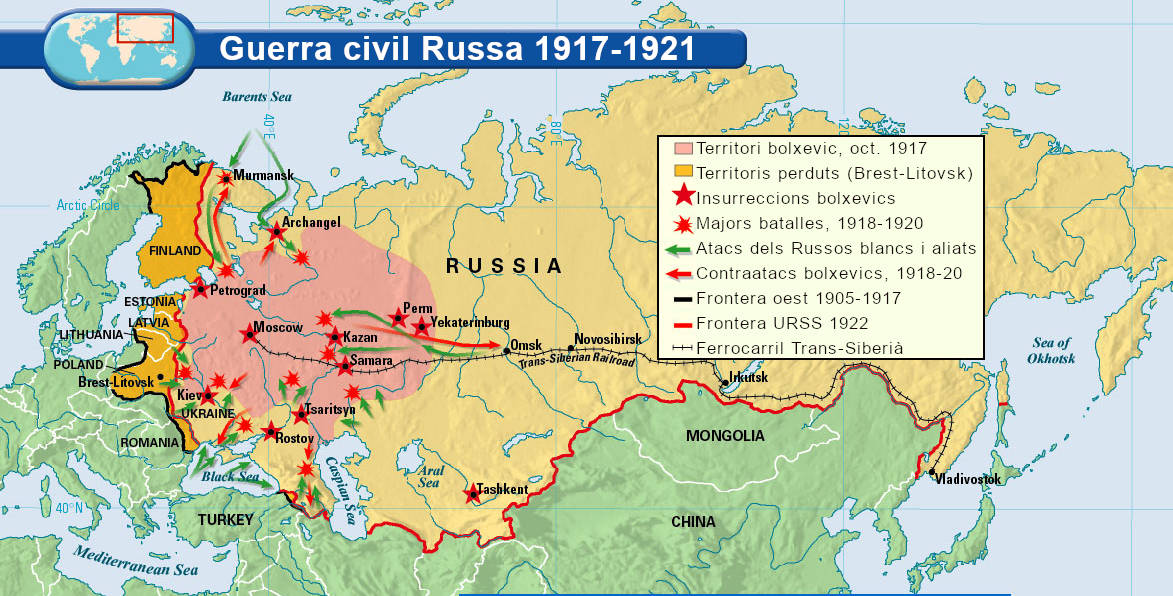 Guerra civil Russa 1917-1921
Barents Sea
40°E
80°E
120°
Murmansk
Arctic Circle
Archangel
FINLAND
RUSSIA
Petrograd
ESTONIA
LATVIA
LITHUANIA
POLAND
Brest-Litovsk
Moscow
Perm
Yekaterinburg
Kazan
Samara
Omsk
Novosibirsk
Trans-Siberian Railroad
Irkutsk
Kiev
UKRAINE
Tsaritsyn
Rostov
ROMANIA
Black Sea
Caspian Sea
Aral
Sea
Tashkent
MONGOLIA
CHINA
Vladivostok
Sea of
Okhotsk
40°N
TURKEY
Mediterranean Sea
Territori bolxevic, oct. 1917
Territoris perduts (Brest-Litovsk)
Insurreccions bolxevics
Majors batalles, 1918-1920
Atacs dels Russos blancs i aliats
Contraatacs bolxevics, 1918-20
Frontera oest 1905-1917
Frontera URSS 1922
Ferrocarril Trans-Siberià